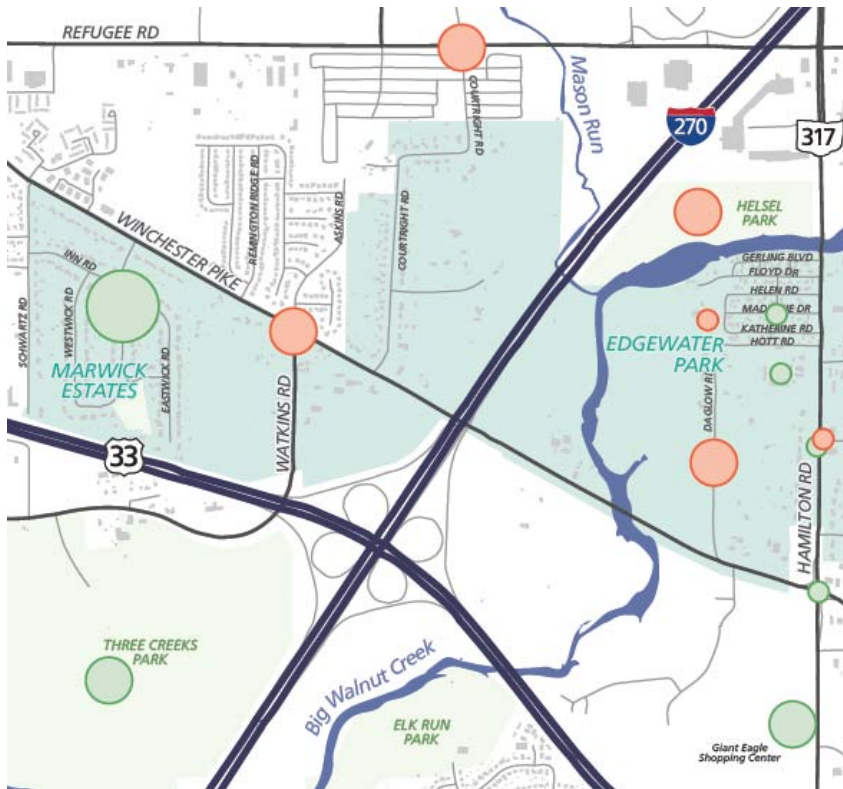 REFUGEE RD
Mason Run
COURTRIGHT RD
270
317
WINCHESTER PIKE
REMINGTON RIDGE RD
ASKINS RD
COURTRIGHT RD
HELSEL
PARK
INN RD
WESTWICK RD
SCHWARTZ RD
EASTWICK RD
MARWICK
ESTATES
GERLING BLVD
FLOYD DR
HELEN RD
KATHERINE RD
HOTT RD
EDGEWATER
PARK
WATKINS RD
33
HAMILTON RD
THREE CREEKS
PARK
Big Walnut Creek
ELK RUN
PARK
Giant Eagle
Shopping Center